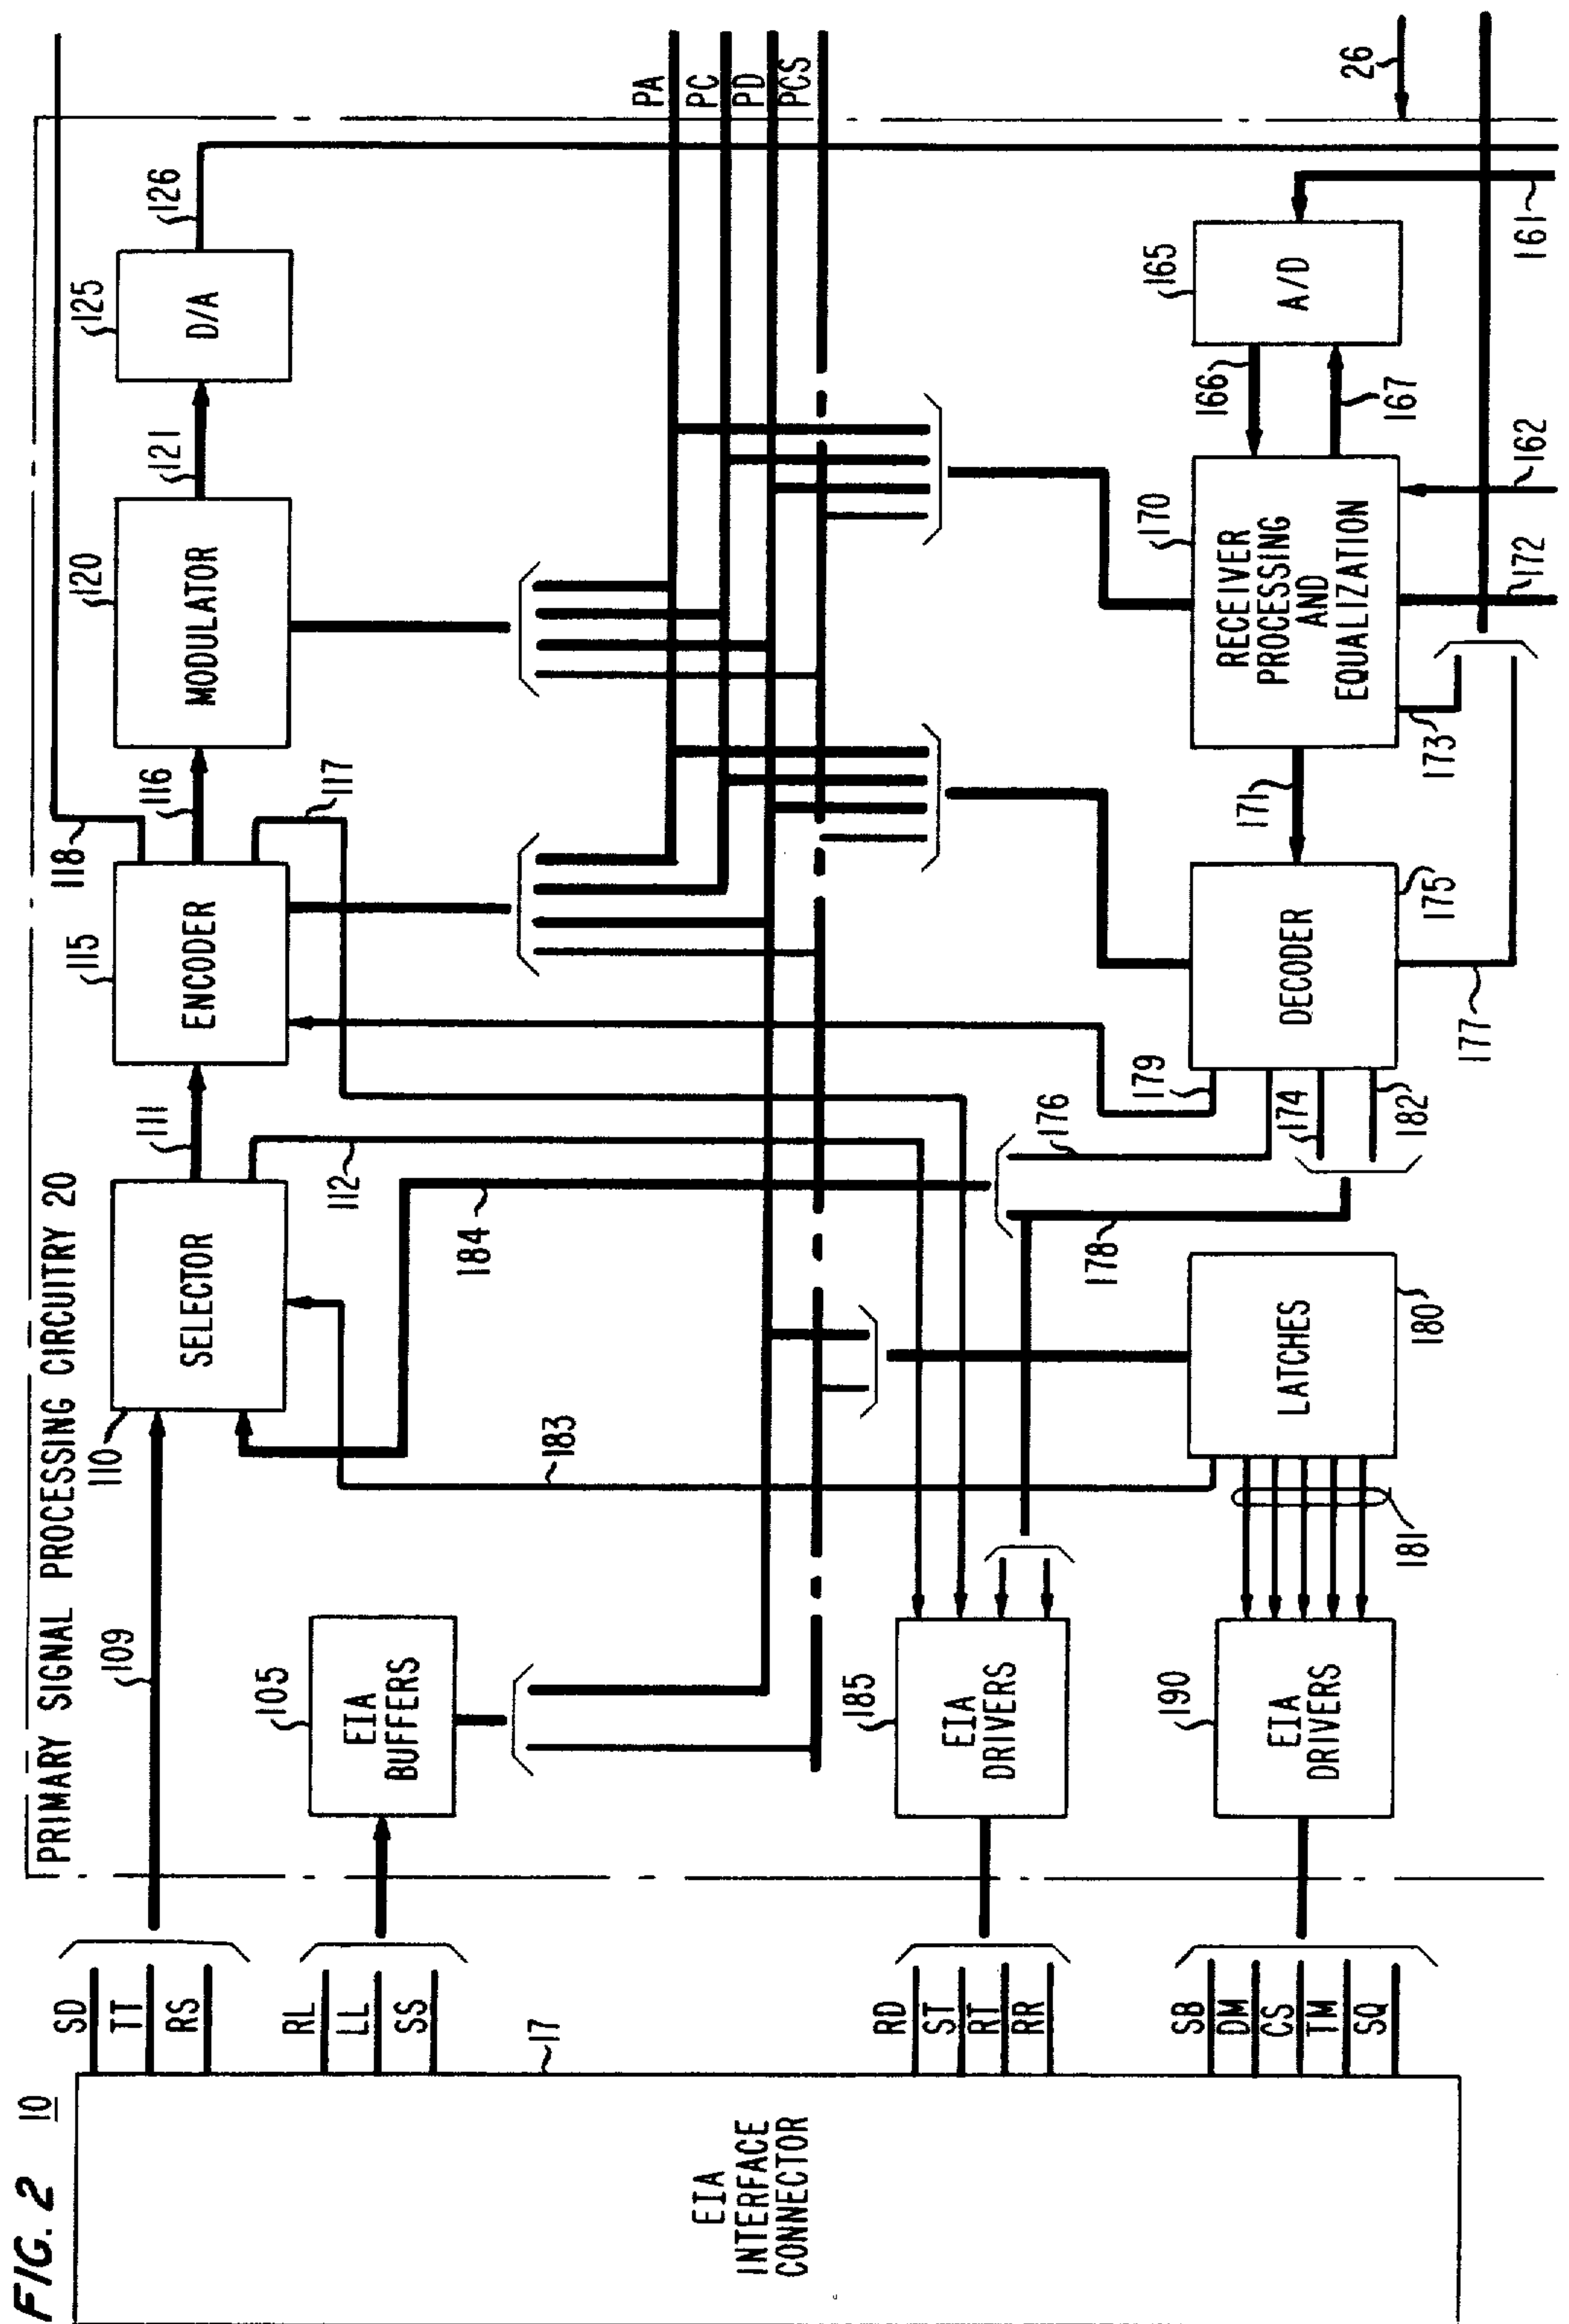 FIG. 2
10
PRIMARY SIGNAL PROCESSING CIRCUITRY 20
EIA
INTERFACE
CONNECTOR
17
SD
TT
RS
RL
LL
SS
RD
ST
RT
RR
SB
DM
CS
TM
SQ
109
110
SELECTOR
111
112
115
ENCODER
116
117
118
120
MODULATOR
121
125
D/A
126
105
EIA
BUFFERS
183
184
PA
PC
PD
PCS
185
EIA
DRIVERS
190
EIA
DRIVERS
181
LATCHES
180
178
176
174
182
179
DECODER
175
177
171
170
RECEIVER
PROCESSING
AND
EQUALIZATION
173
172
162
166
167
165
A/D
161
26